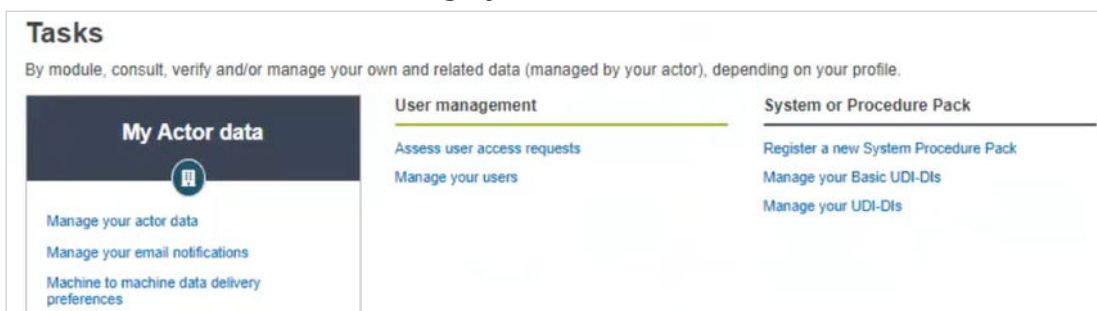 Tasks
By module, consult, verify and/or manage your own and related data (managed by your actor), depending on your profile.
My Actor data
Manage your actor data
Manage your email notifications
Machine to machine data delivery
preferences
User management
Assess user access requests
Manage your users
System or Procedure Pack
Register a new System Procedure Pack
Manage your Basic UDI-DIs
Manage your UDI-DIs